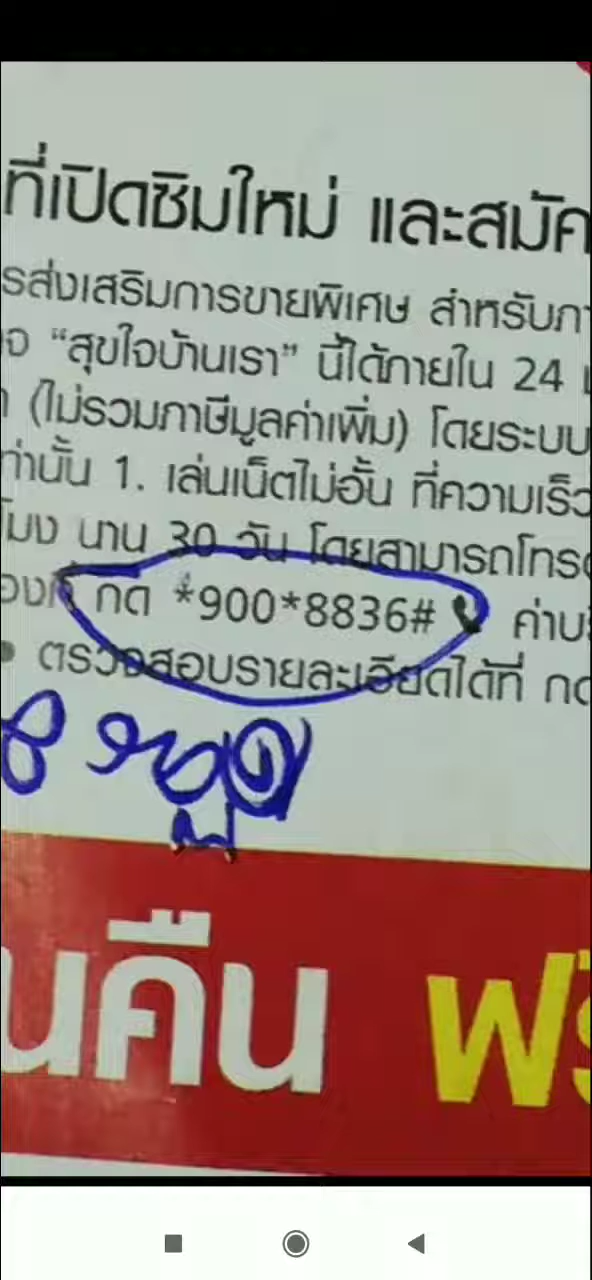 ที่เปิดซิมใหม่ และสมัค
รส่งเสริมการขายพิเศษ สำหรับ
“สุขใจบ้านเรา” นี้ได้ภายใน 24
(ไม่รวมภาษีมูลค่าเพิ่ม) โดยระบบ
ท่านั้น 1. เล่นเน็ตไม่อั้น ที่ความเร็ว
โมง นาน 30 วัน โดยสามารถโทร
กด *900*8836# ค่าบ
• ตรวจสอบรายละเอียดได้ที่ กด
นคืน ฟรี